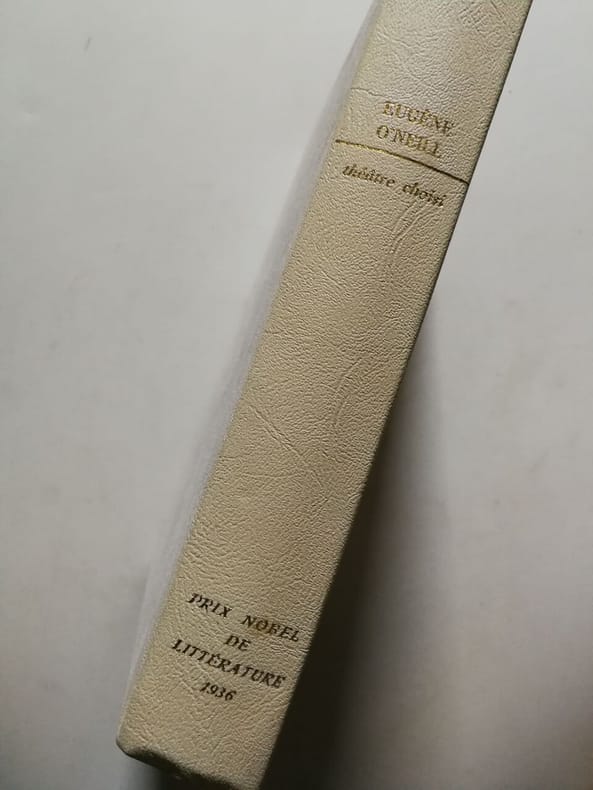 EUGÈNE
O'NEILL
théâtre choisi
PRIX NOBEL
DE
LITTÉRATURE
1936